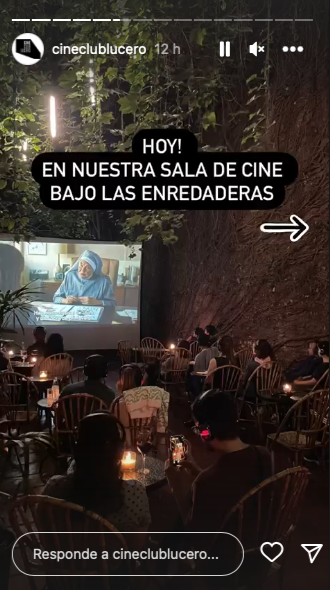 cineclublucero 12 h
HOY!
EN NUESTRA SALA DE CINE
BAJO LAS ENREDADERAS
Responde a cineclublucero...